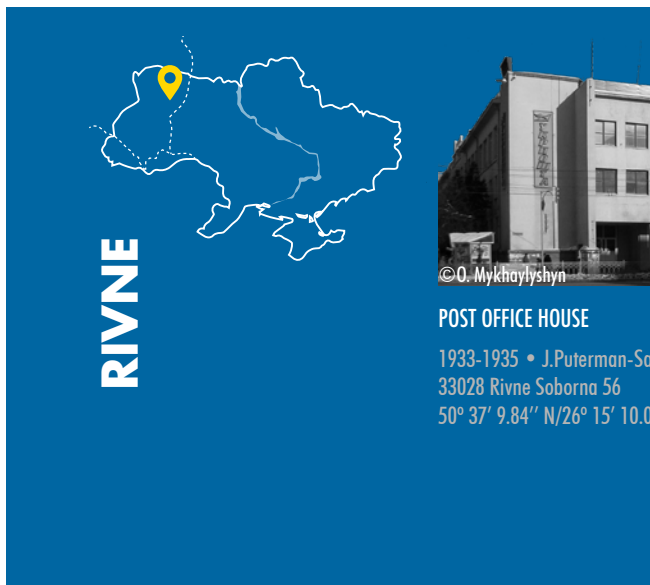 RIVNE
©O. Mykhaylyshyn
POST OFFICE HOUSE
1933-1935 • J.Puterman-Sa
33028 Rivne Soborna 56
50º 37′ 9.84′′ N/26º 15′ 10.0